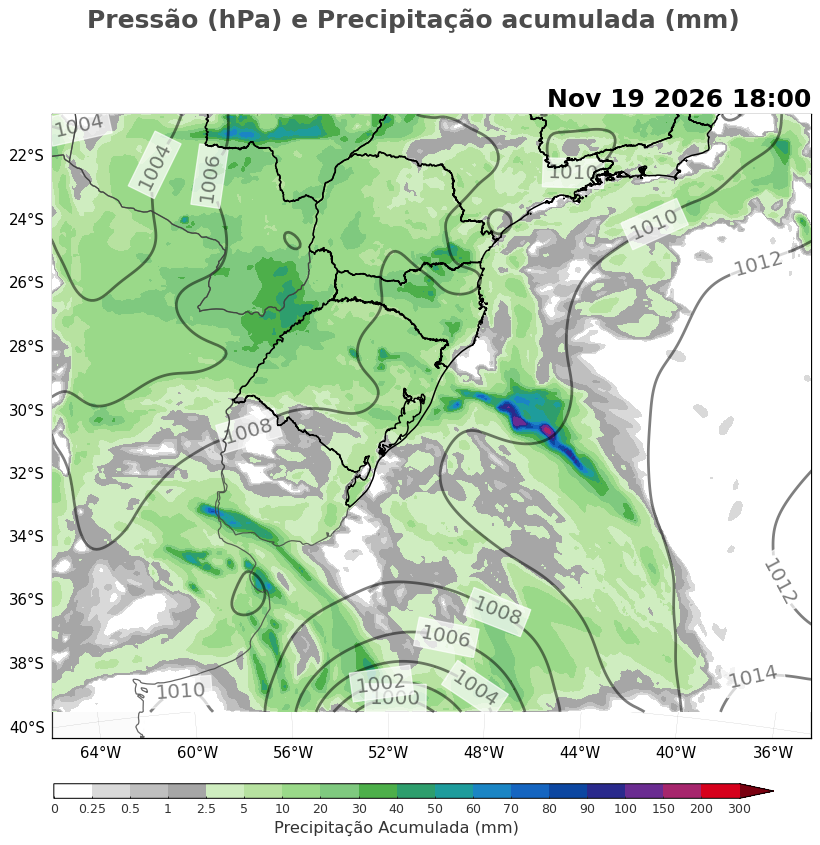 Pressão (hPa) e Precipitação acumulada (mm)
Nov 19 2026 18:00
1004
1004
1006
1010
1010
1012
1008
1012
1008
1006
1004
1002
1000
1010
1014
22°S
24°S
26°S
28°S
30°S
32°S
34°S
36°S
38°S
40°S
64°W 60°W 56°W 52°W 48°W 44°W 40°W 36°W
0 0.25 0.5 1 2.5 5 10 20 30 40 50 60 70 80 90 100 150 200 300
Precipitação Acumulada (mm)